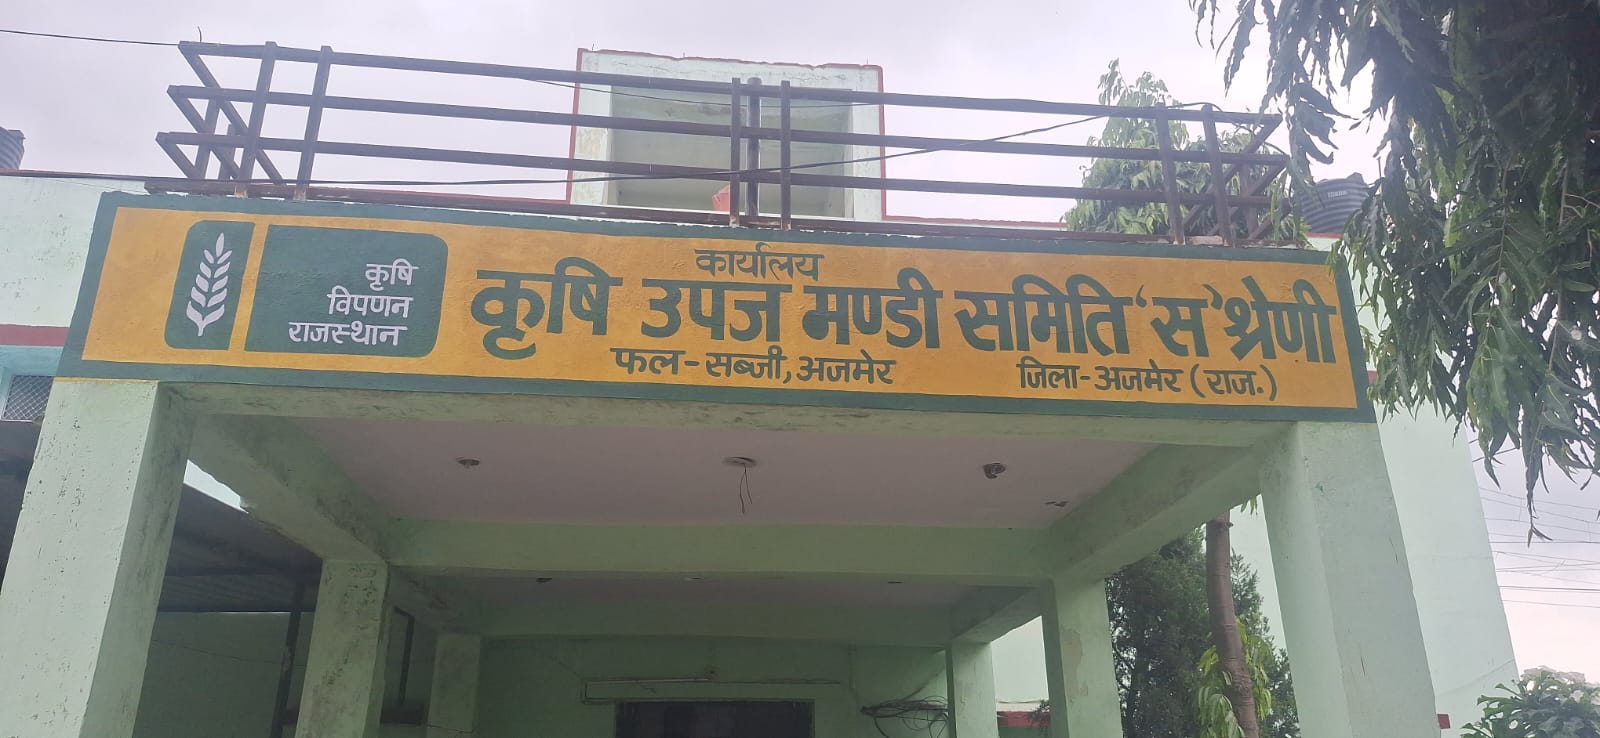 कृषि
विपणन
राजस्थान
कार्यालय
कृषि उपज मण्डी समिति ‘स’ श्रेणी
फल-सब्जी, अजमेर
जिला-अजमेर (राज.)